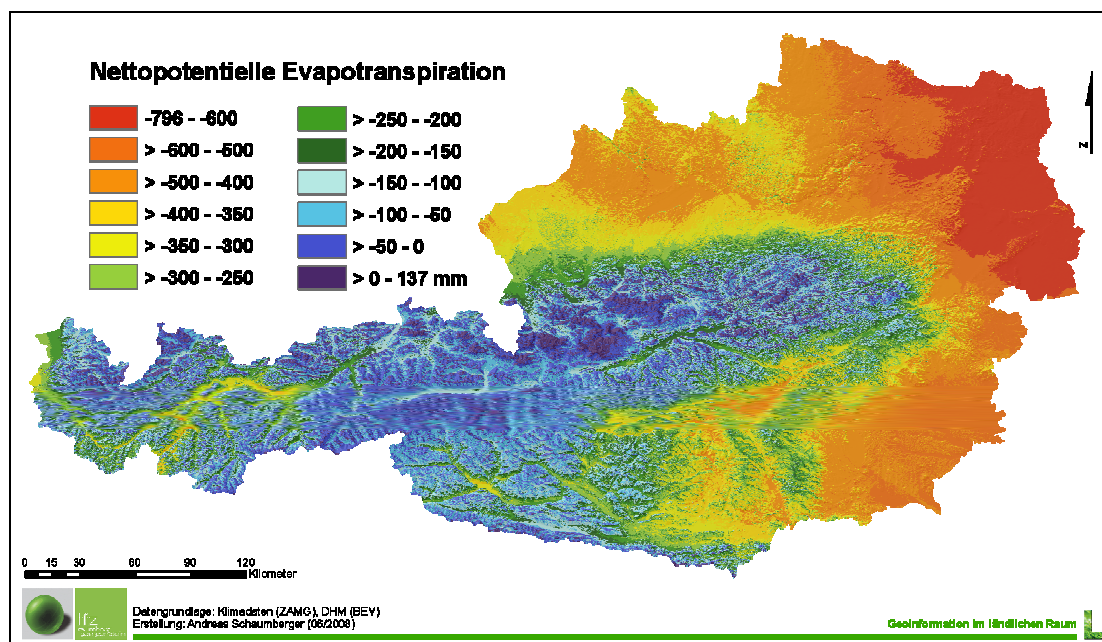 Nettopotentielle Evapotranspiration
-796 - -600
> -600 - -500
> -500 - -400
> -400 - -350
> -350 - -300
> -300 - -250
> -250 - -200
> -200 - -150
> -150 - -100
> -100 - -50
> -50 - 0
> 0 - 137 mm
N
0 15 30 60 90 120
Kilometer
lfz
Datengrundlage: Klimadaten (ZAMG), DHM (BEV)
Erstellung: Andreas Schaumberger (06/2008)
Geoinformation im ländlichen Raum